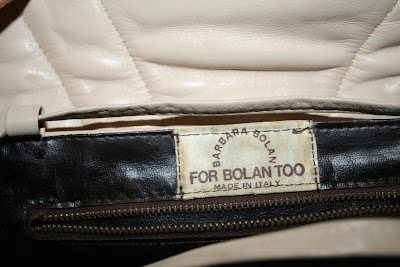 BARBARA BOLAN
FOR BOLAN TOO
MADE IN ITALY